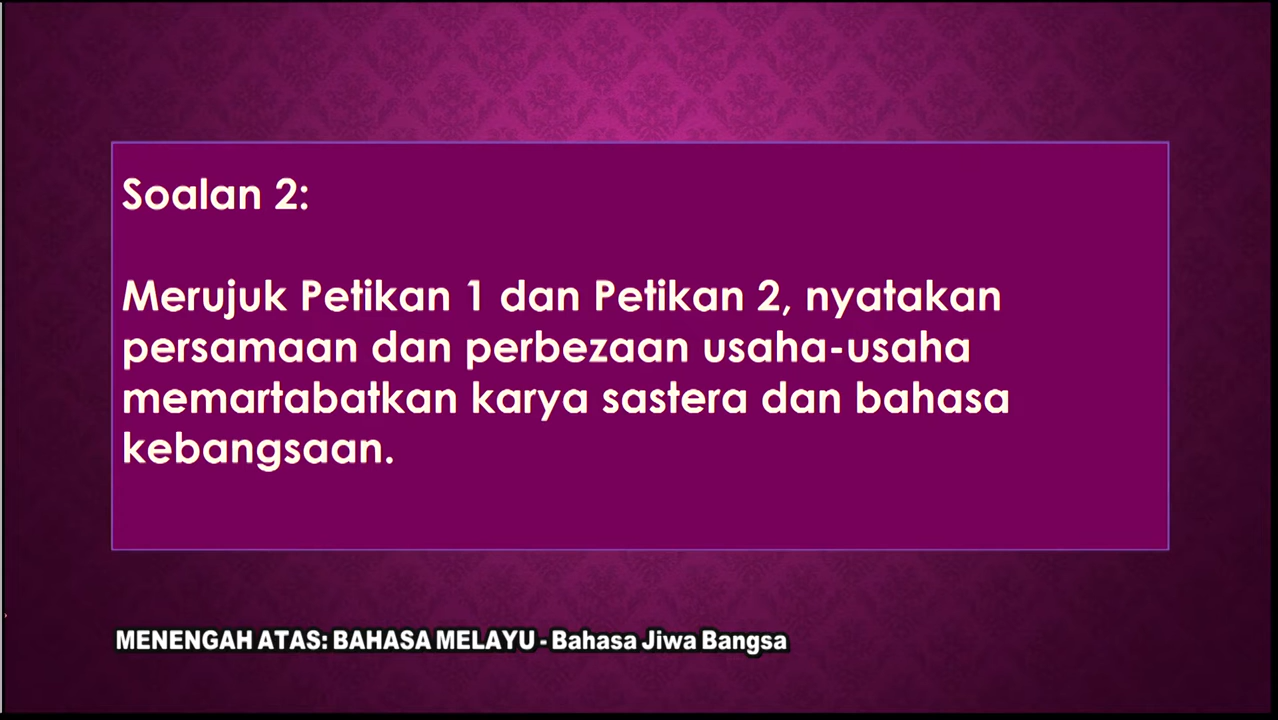 Soalan 2:
Merujuk Petikan 1 dan Petikan 2, nyatakan
persamaan dan perbezaan usaha-usaha
memartabatkan karya sastera dan bahasa
kebangsaan.
MENENGAH ATAS: BAHASA MELAYU - Bahasa Jiwa Bangsa